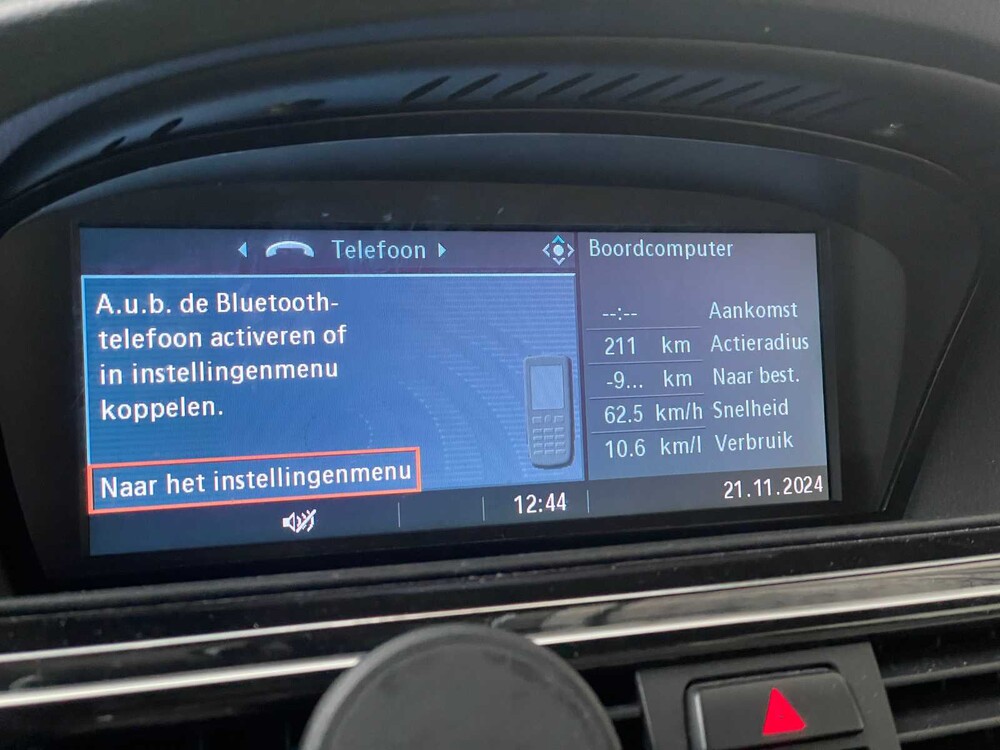 Telefoon
A.u.b. de Bluetooth-
telefoon activeren of
in instellingenmenu
koppelen.
Naar het instellingenmenu
12:44
Boordcomputer
--:-- Aankomst
211 km Actieradius
-9... km Naar best.
62.5 km/h Snelheid
10.6 km/l Verbruik
21.11.2024